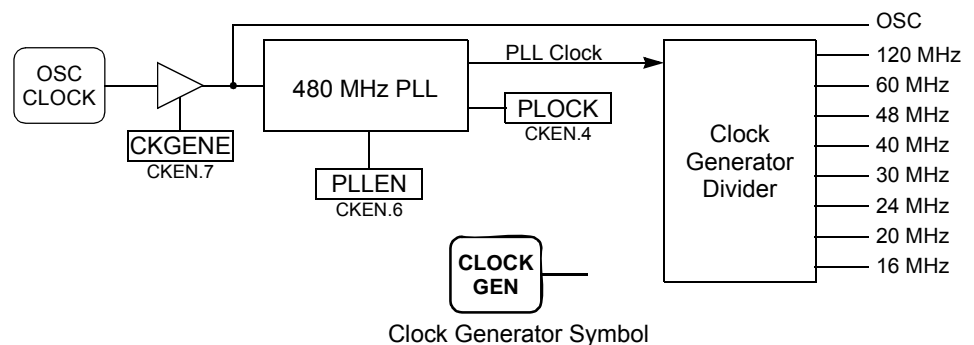 OSC
OSC
CLOCK
480 MHz PLL
PLL Clock
PLOCK
CKEN.4
CKGENE
CKEN.7
PLLEN
CKEN.6
Clock
Generator
Divider
120 MHz
60 MHz
48 MHz
40 MHz
30 MHz
24 MHz
20 MHz
16 MHz
CLOCK
GEN
Clock Generator Symbol